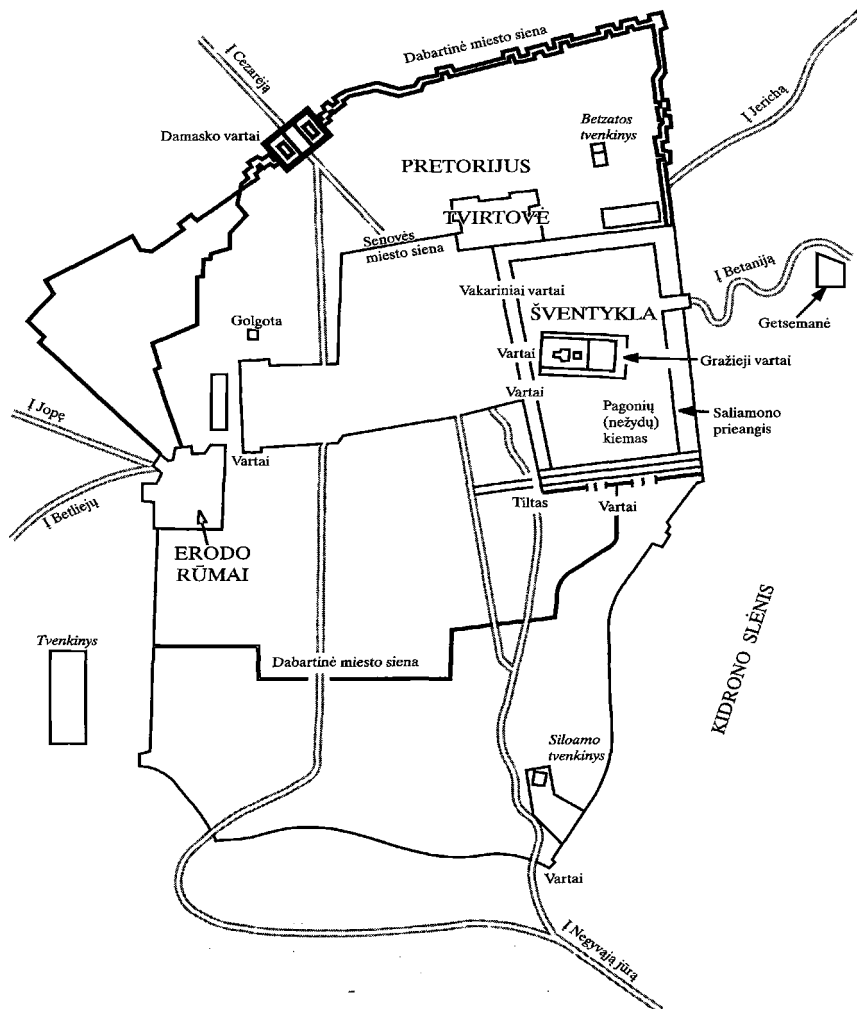 Dabartinė miesto siena
Į Cezarėją
Į Jerichą
Damasko vartai
Betzatos
tvenkinys
PRETORIJUS
TVIRTOVĖ
Senovės
miesto siena
Į Betaniją
Vakariniai vartai
ŠVENTYKLA
Getsemanė
Golgota
Vartai
Gražieji vartai
Vartai
Pagonių
(nežydų)
kiemas
Saliamono
prieangis
Į Jopę
Vartai
Į Betliejų
Tiltas
Vartai
ERODO
RŪMAI
KIDRONO SLĖNIS
Tvenkinys
Dabartinė miesto siena
Siloamo
tvenkinys
Vartai
Į Negyvąją jūrą